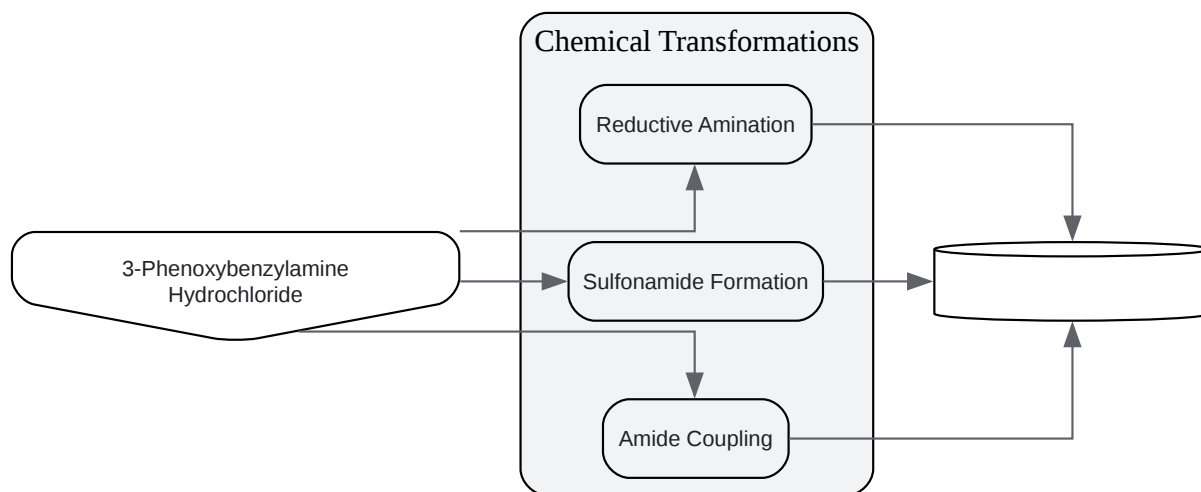 Chemical Transformations
Reductive Amination
3-Phenoxybenzylamine
Hydrochloride
Sulfonamide Formation
Amide Coupling